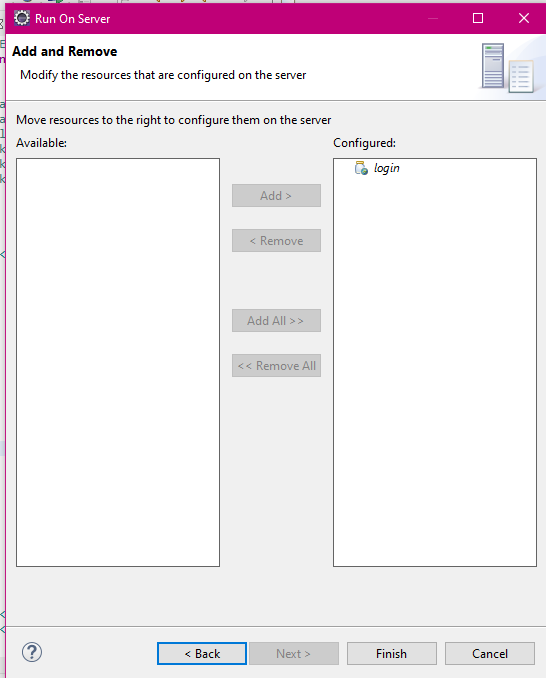 Run On Server
Add and Remove
Modify the resources that are configured on the server
Move resources to the right to configure them on the server
Available:
Configured:
login
Add >
< Remove
Add All >>
<< Remove All
?
< Back
Next >
Finish
Cancel